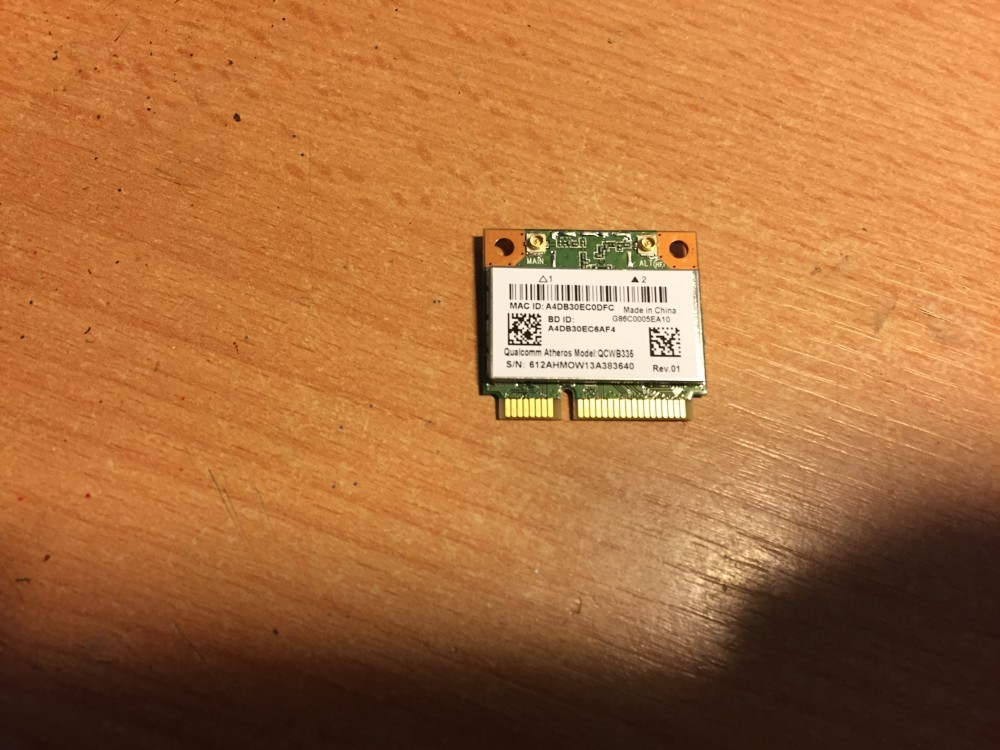 MAIN ALT
△1 ▲2
MAC ID: A4DB30EC0DFC Made in China
BD ID: G86C0005EA10
A4DB30EC6AF4
Qualcomm Atheros Model:QCWB335
S/N: 612AHMOW13A383640 Rev.01